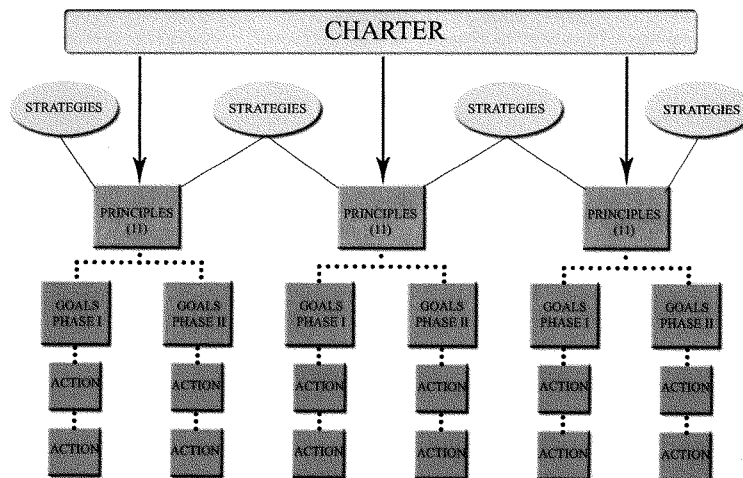 CHARTER
STRATEGIES
STRATEGIES
STRATEGIES
STRATEGIES
PRINCIPLES
(11)
PRINCIPLES
(11)
PRINCIPLES
(11)
GOALS
PHASE I
GOALS
PHASE II
GOALS
PHASE I
GOALS
PHASE II
GOALS
PHASE I
GOALS
PHASE II
ACTION
ACTION
ACTION
ACTION
ACTION
ACTION
ACTION
ACTION
ACTION
ACTION
ACTION
ACTION